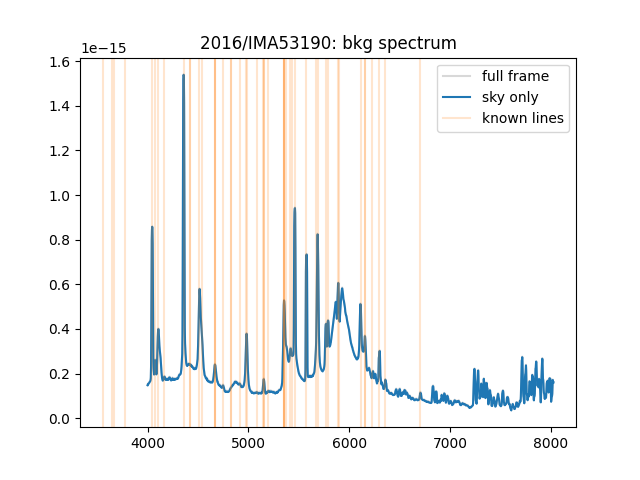 2016/IMA53190: bkg spectrum
1e−15
full frame
sky only
known lines
1.6
1.4
1.2
1.0
0.8
0.6
0.4
0.2
0.0
4000 5000 6000 7000 8000